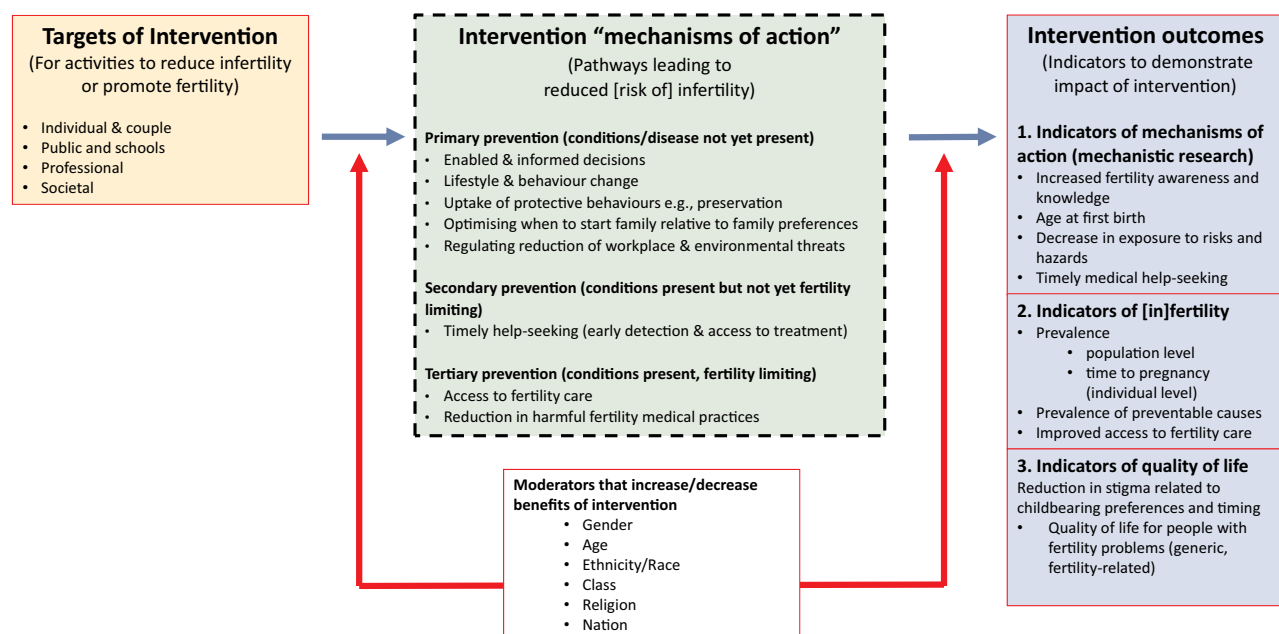 Targets of Intervention
(For activities to reduce infertility
or promote fertility)
• Individual & couple
• Public and schools
• Professional
• Societal
Intervention “mechanisms of action”
(Pathways leading to
reduced [risk of] infertility)
Primary prevention (conditions/disease not yet present)
• Enabled & informed decisions
• Lifestyle & behaviour change
• Uptake of protective behaviours e.g., preservation
• Optimising when to start family relative to family preferences
• Regulating reduction of workplace & environmental threats
Secondary prevention (conditions present but not yet fertility
limiting)
• Timely help-seeking (early detection & access to treatment)
Tertiary prevention (conditions present, fertility limiting)
• Access to fertility care
• Reduction in harmful fertility medical practices
Moderators that increase/decrease
benefits of intervention
• Gender
• Age
• Ethnicity/Race
• Class
• Religion
• Nation
Intervention outcomes
(Indicators to demonstrate
impact of intervention)
1. Indicators of mechanisms of
action (mechanistic research)
• Increased fertility awareness and
knowledge
• Age at first birth
• Decrease in exposure to risks and
hazards
• Timely medical help-seeking
2. Indicators of [in]fertility
• Prevalence
• population level
• time to pregnancy
(individual level)
• Prevalence of preventable causes
• Improved access to fertility care
3. Indicators of quality of life
Reduction in stigma related to
childbearing preferences and timing
• Quality of life for people with
fertility problems (generic,
fertility-related)